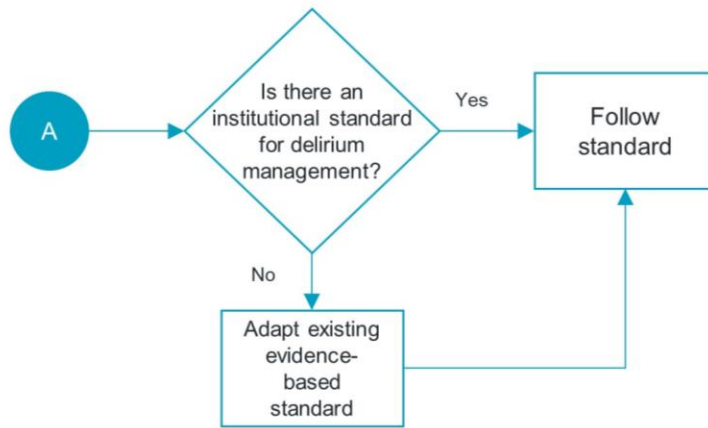 A
Is there an
institutional standard
for delirium
management?
Yes
Follow
standard
No
Adapt existing
evidence-
based
standard